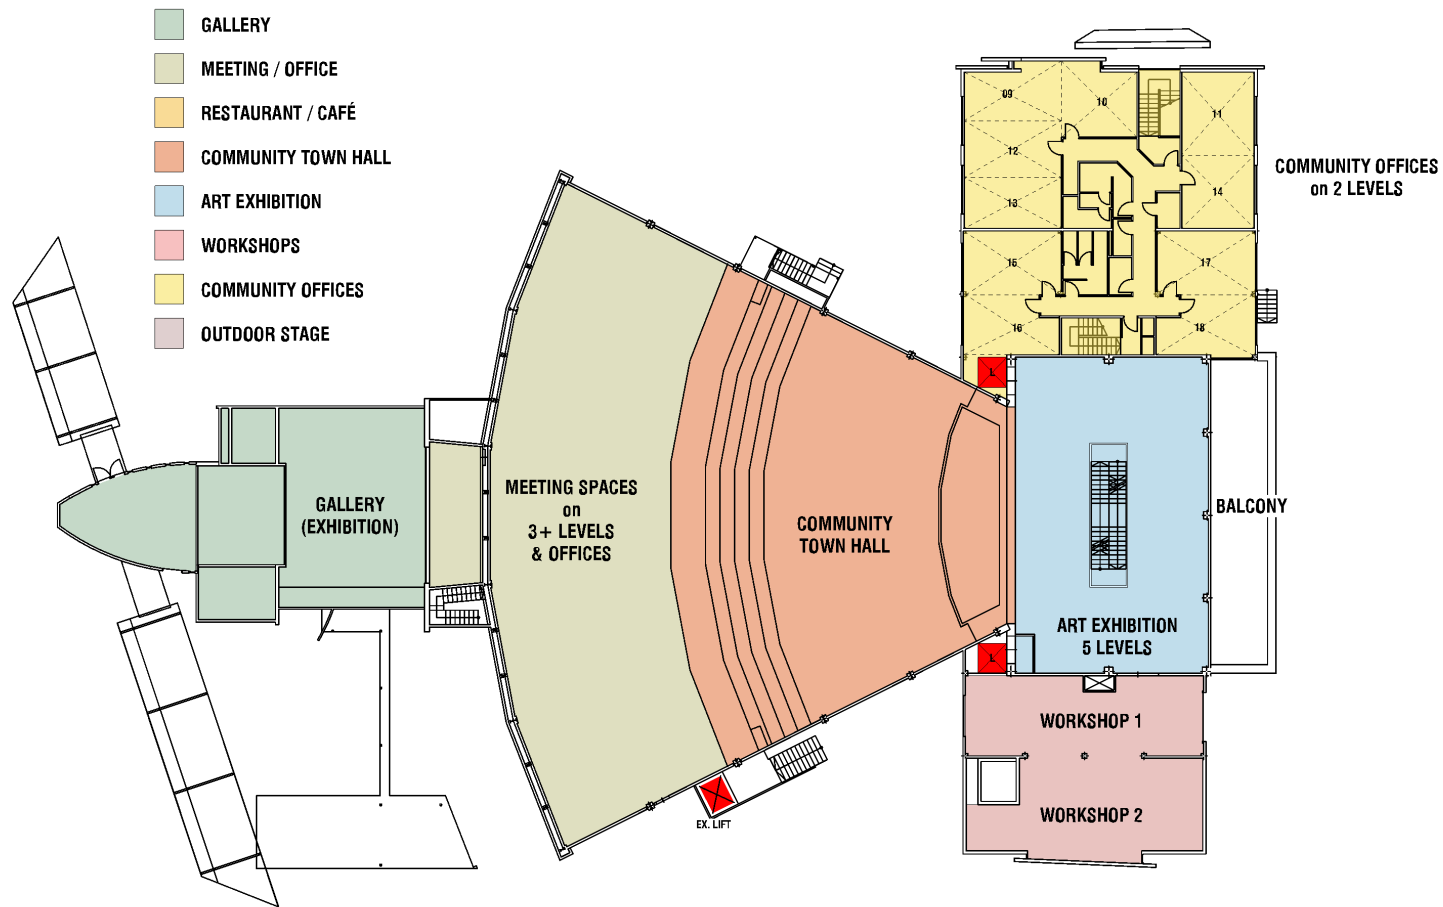 GALLERY
MEETING / OFFICE
RESTAURANT / CAFÉ
COMMUNITY TOWN HALL
ART EXHIBITION
WORKSHOPS
COMMUNITY OFFICES
OUTDOOR STAGE
09
10
11
12
13
14
15
16
17
18
COMMUNITY OFFICES
on 2 LEVELS
L
GALLERY
(EXHIBITION)
MEETING SPACES
on
3+ LEVELS
& OFFICES
COMMUNITY
TOWN HALL
BALCONY
ART EXHIBITION
5 LEVELS
L
WORKSHOP 1
WORKSHOP 2
EX. LIFT